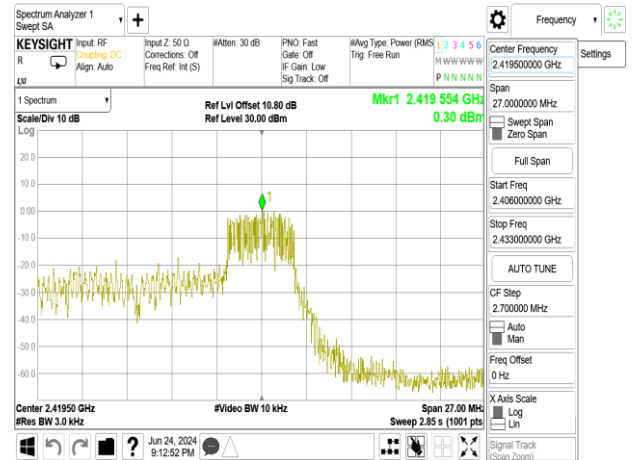 Spectrum Analyzer 1
Swept SA
KEYSIGHT
R
Input: RF
Coupling: DC
Align: Auto
Input Z: 50 Ω
Corrections: Off
Freq Ref: Int (S)
#Atten: 30 dB
PNO: Fast
Gate: Off
IF Gain: Low
Sig Track: Off
#Avg Type: Power (RMS
Trig: Free Run
1 2 3 4 5 6
M W W W W W
P N N N N N
1 Spectrum
Scale/Div 10 dB
Log
Ref Lvl Offset 10.80 dB
Ref Level 30.00 dBm
Mkr1 2.419 554 GHz
0.30 dBm
20.0
10.0
0.00
-10.0
-20.0
-30.0
-40.0
-50.0
-60.0
1
Center 2.41950 GHz
#Res BW 3.0 kHz
#Video BW 10 kHz
Span 27.00 MHz
Sweep 2.85 s (1001 pts)
Jun 24, 2024
9:12:52 PM
?
Frequency
Settings
Center Frequency
2.419500000 GHz
Span
27.0000000 MHz
Swept Span
Zero Span
Full Span
Start Freq
2.406000000 GHz
Stop Freq
2.433000000 GHz
AUTO TUNE
CF Step
2.700000 MHz
Auto
Man
Freq Offset
0 Hz
X Axis Scale
Log
Lin
Signal Track
(Span Zoom)